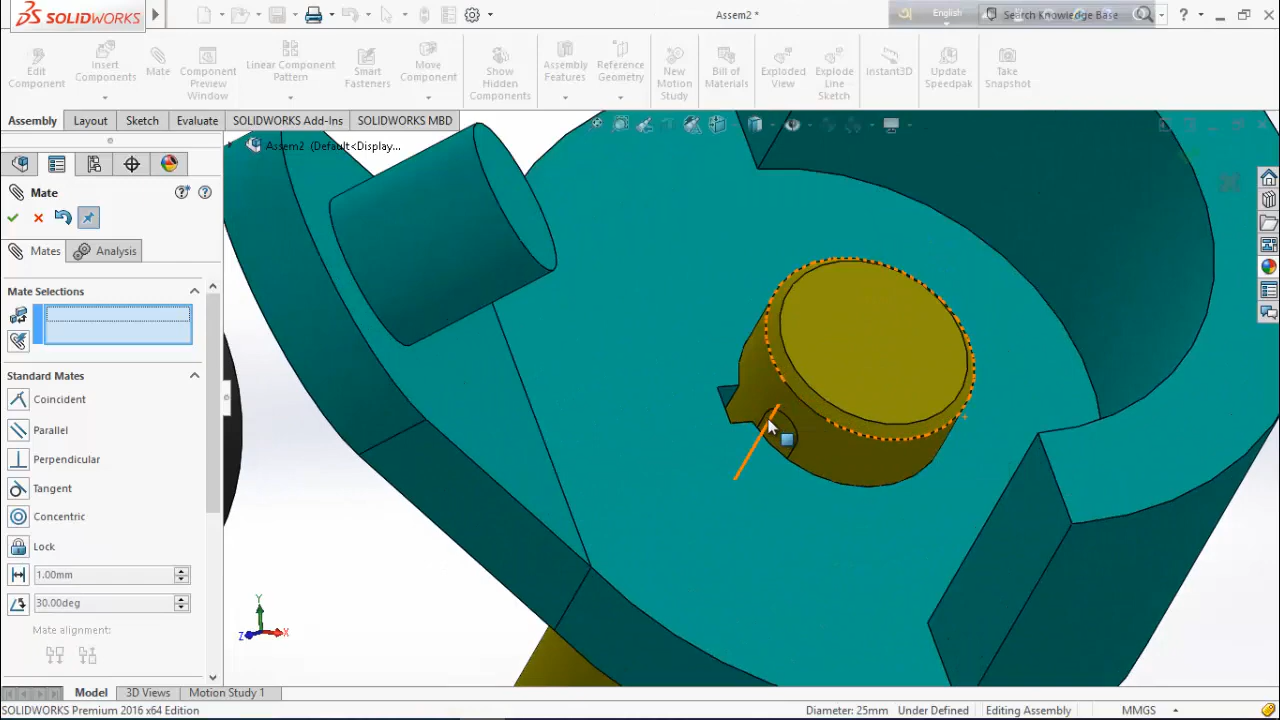 SOLIDWORKS
Assem2 *
English
Search Knowledge Base
?
Edit
Component
Insert
Components
Mate
Component
Preview
Window
Linear Component
Pattern
Smart
Fasteners
Move
Component
Show
Hidden
Components
Assembly
Features
Reference
Geometry
New
Motion
Study
Bill of
Materials
Exploded
View
Explode
Line
Sketch
Instant3D
Update
Speedpak
Take
Snapshot
Assembly
Layout
Sketch
Evaluate
SOLIDWORKS Add-Ins
SOLIDWORKS MBD
Assem2 (Default<Display...
Mate
Mates
Analysis
Mate Selections
Standard Mates
Coincident
Parallel
Perpendicular
Tangent
Concentric
Lock
1.00mm
30.00deg
Mate alignment:
Y
Z
X
Model
3D Views
Motion Study 1
SOLIDWORKS Premium 2016 x64 Edition
Diameter: 25mm
Under Defined
Editing Assembly
MMGS